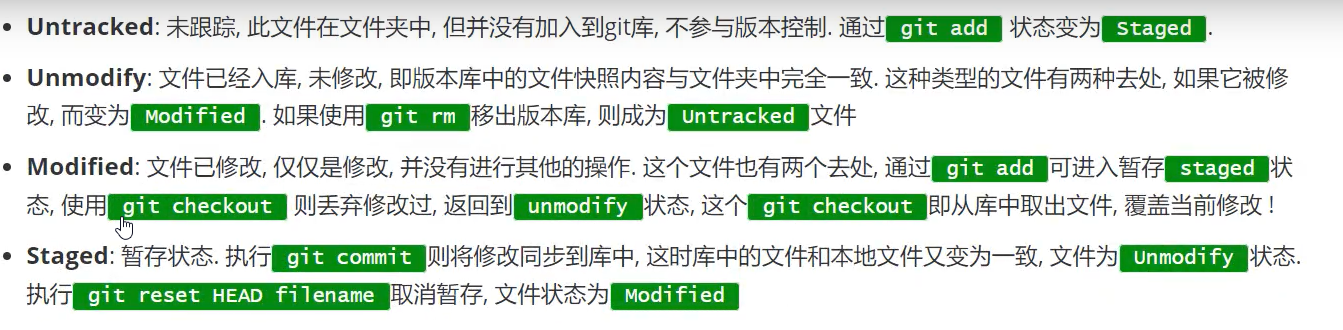 Untracked: 未跟踪, 此文件在文件夹中, 但并没有加入到git库, 不参与版本控制. 通过 git add 状态变为 Staged .
Unmodify: 文件已经入库, 未修改, 即版本库中的文件快照内容与文件夹中完全一致. 这种类型的文件有两种去处, 如果它被修
改, 而变为 Modified . 如果使用 git rm 移出版本库, 则成为 Untracked 文件
Modified: 文件已修改, 仅仅是修改, 并没有进行其他的操作. 这个文件也有两个去处, 通过 git add 可进入暂存 staged 状
态, 使用 git checkout 则丢弃修改过, 返回到 unmodify 状态, 这个 git checkout 即从库中取出文件, 覆盖当前修改 !
Staged: 暂存状态. 执行 git commit 则将修改同步到库中, 这时库中的文件和本地文件又变为一致, 文件为 Unmodify 状态.
执行 git reset HEAD filename 取消暂存, 文件状态为 Modified